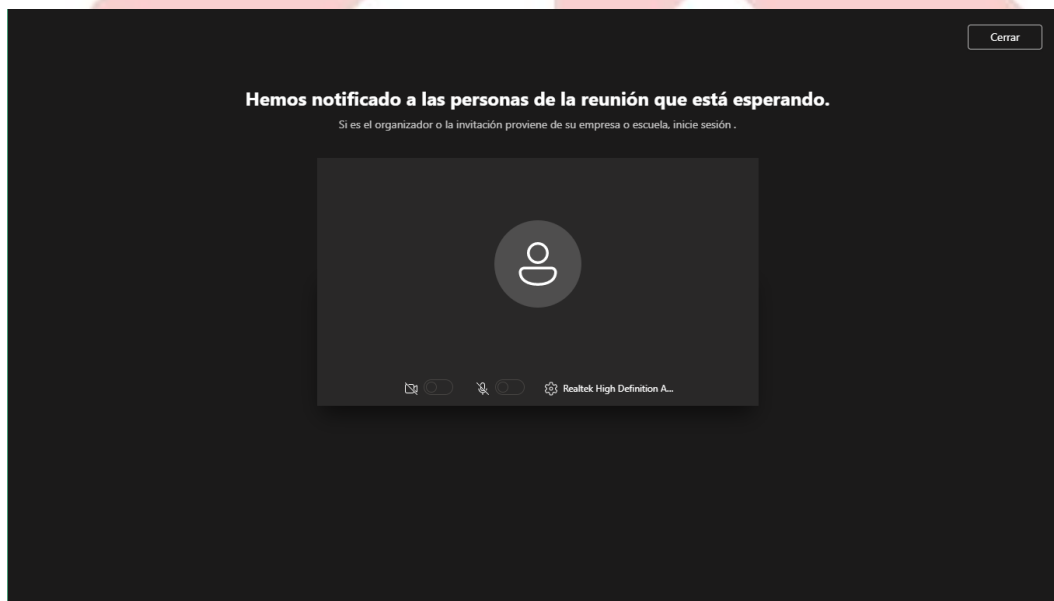 Cerrar
Hemos notificado a las personas de la reunión que está esperando.
Si es el organizador o la invitación proviene de su empresa o escuela, inicie sesión .
Realtek High Definition A...